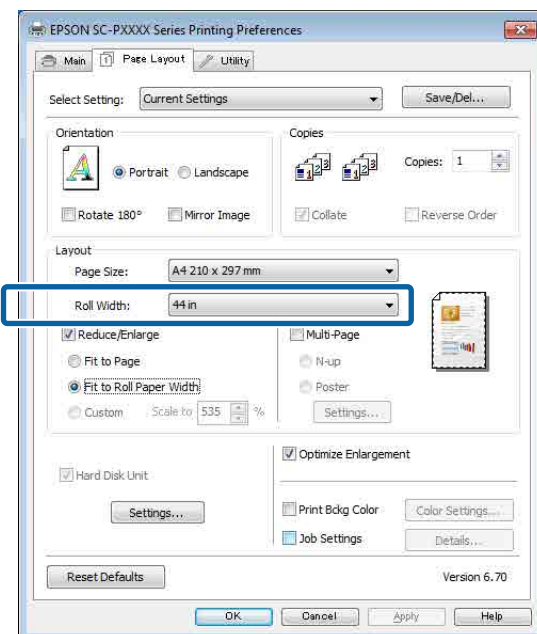 EPSON SC-PXXXX Series Printing Preferences
Main Page Layout Utility
Select Setting: Current Settings Save/Del...
Orientation Copies
Portrait Landscape Copies: 1
Rotate 180° Mirror Image Collate Reverse Order
Layout
Page Size: A4 210 x 297 mm
Roll Width: 44 in
Reduce/Enlarge Multi-Page
Fit to Page N-up
Fit to Roll Paper Width Poster
Custom Scale to 535 % Settings...
Optimize Enlargement
Hard Disk Unit
Settings... Print Bckg Color Color Settings...
Job Settings Details...
Reset Defaults Version 6.70
OK Cancel Apply Help